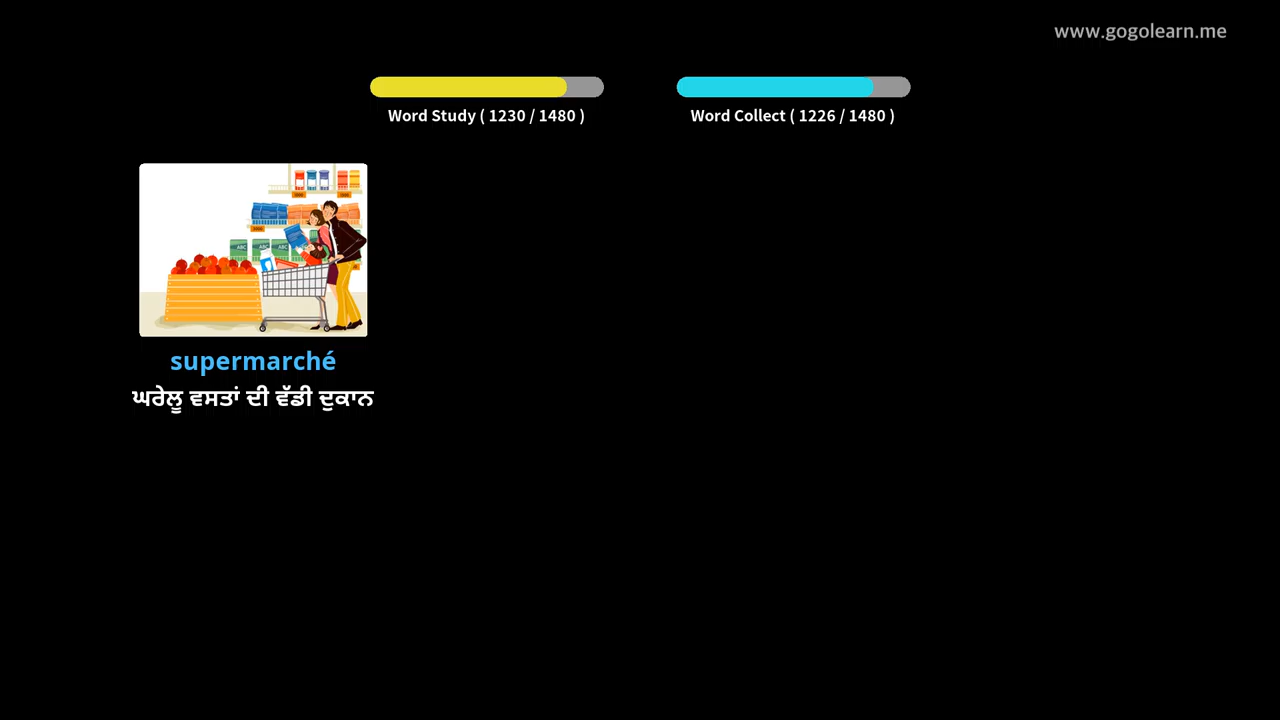 www.gogolearn.me
Word Study ( 1230 / 1480 )
Word Collect ( 1226 / 1480 )
supermarché
ਘਰੇਲੂ ਵਸਤਾਂ ਦੀ ਵੱਡੀ ਦੁਕਾਨ